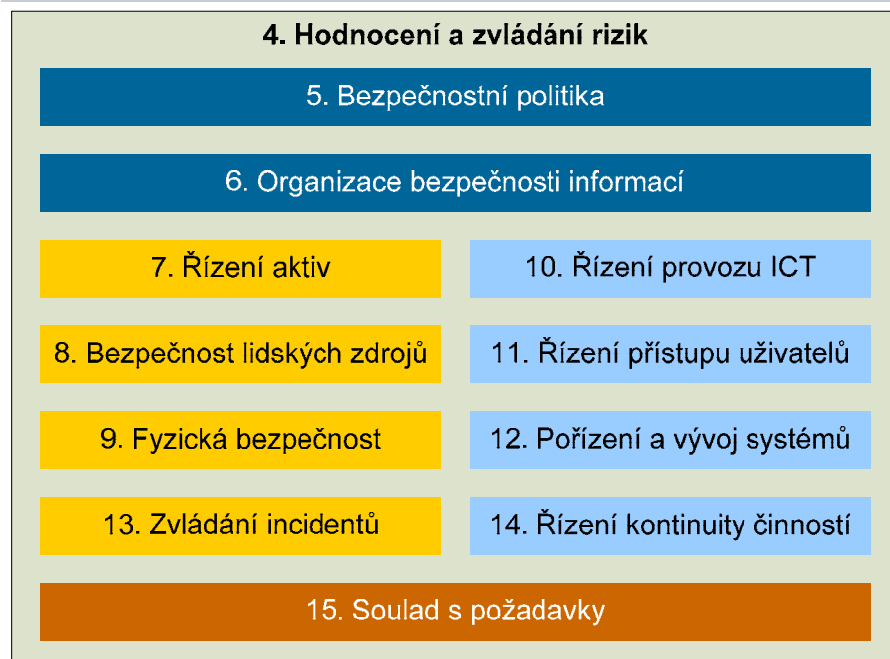 4. Hodnocení a zvládání rizik
5. Bezpečnostní politika
6. Organizace bezpečnosti informací
7. Řízení aktiv
10. Řízení provozu ICT
8. Bezpečnost lidských zdrojů
11. Řízení přístupu uživatelů
9. Fyzická bezpečnost
12. Pořízení a vývoj systémů
13. Zvládání incidentů
14. Řízení kontinuity činností
15. Soulad s požadavky